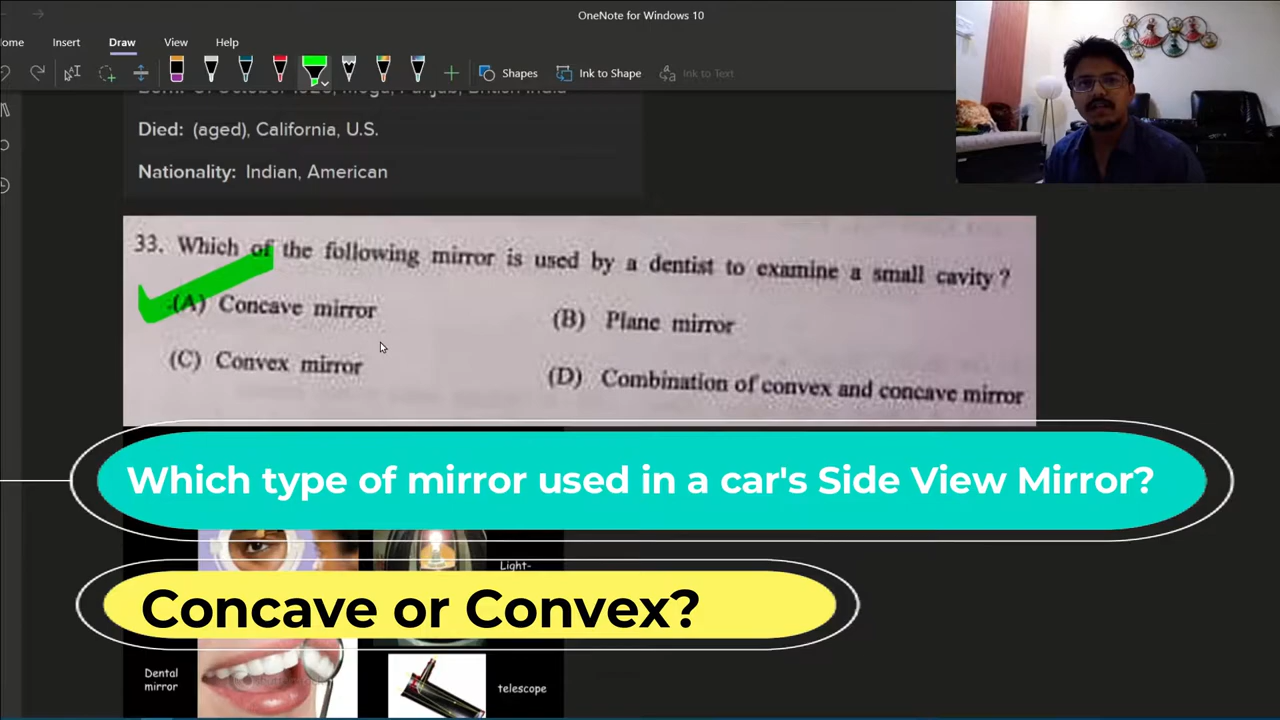 OneNote for Windows 10
ome Insert Draw View Help
Shapes Ink to Shape Ink to Text
Died: (aged), California, U.S.
Nationality: Indian, American
33. Which of the following mirror is used by a dentist to examine a small cavity ?
(A) Concave mirror
(B) Plane mirror
(C) Convex mirror
(D) Combination of convex and concave mirror
Which type of mirror used in a car's Side View Mirror?
Light-
Concave or Convex?
Dental
mirror
telescope